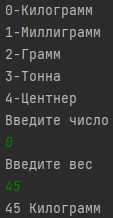 0-Килограмм
1-Миллиграмм
2-Грамм
3-Тонна
4-Центнер
Введите число
0
Введите вес
45
45 Килограмм